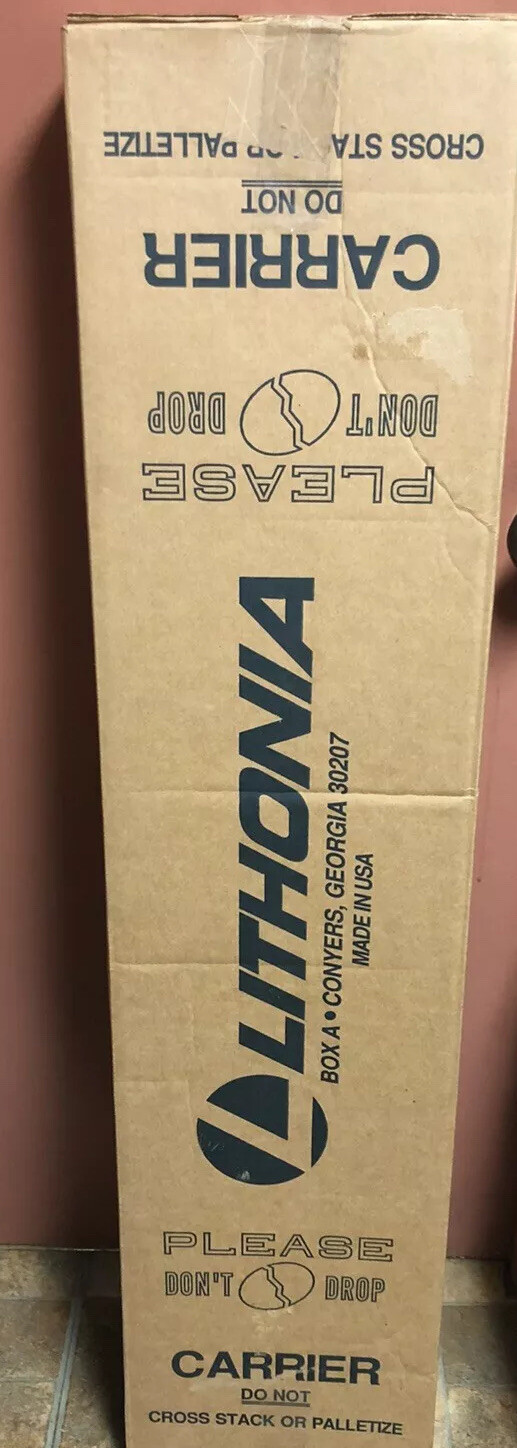 CROSS STACK OR PALLETIZE
DO NOT
CARRIER
DON'T DROP
PLEASE
LITHONIA
BOX A • CONYERS, GEORGIA 30207
MADE IN USA
PLEASE
DON'T DROP
CARRIER
DO NOT
CROSS STACK OR PALLETIZE